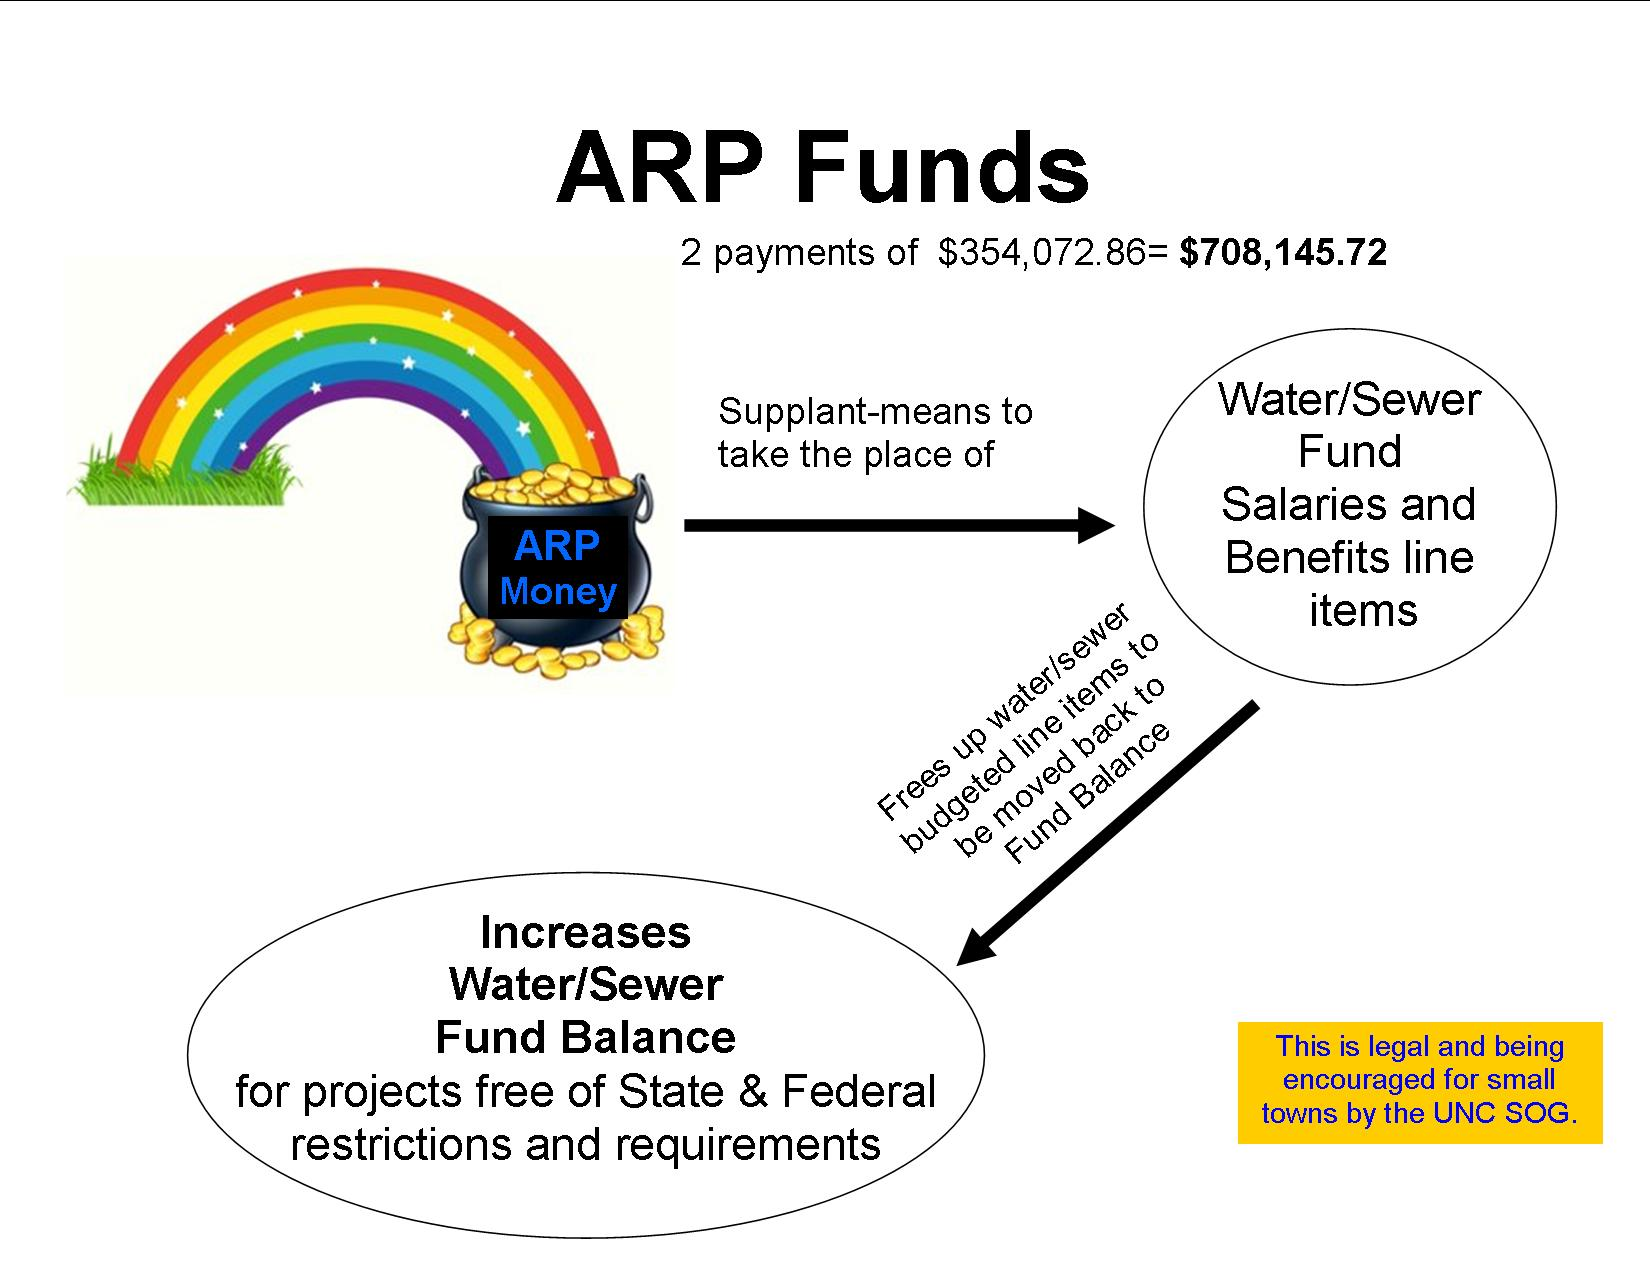 ARP Funds
2 payments of  $354,072.86= $708,145.72
Supplant-means to
take the place of
ARP
Money
Water/Sewer
Fund
Salaries and
Benefits line
items
Frees up water/sewer
budgeted line items to
be moved back to
Fund Balance
Increases
Water/Sewer
Fund Balance
for projects free of State & Federal
restrictions and requirements
This is legal and being
encouraged for small
towns by the UNC SOG.